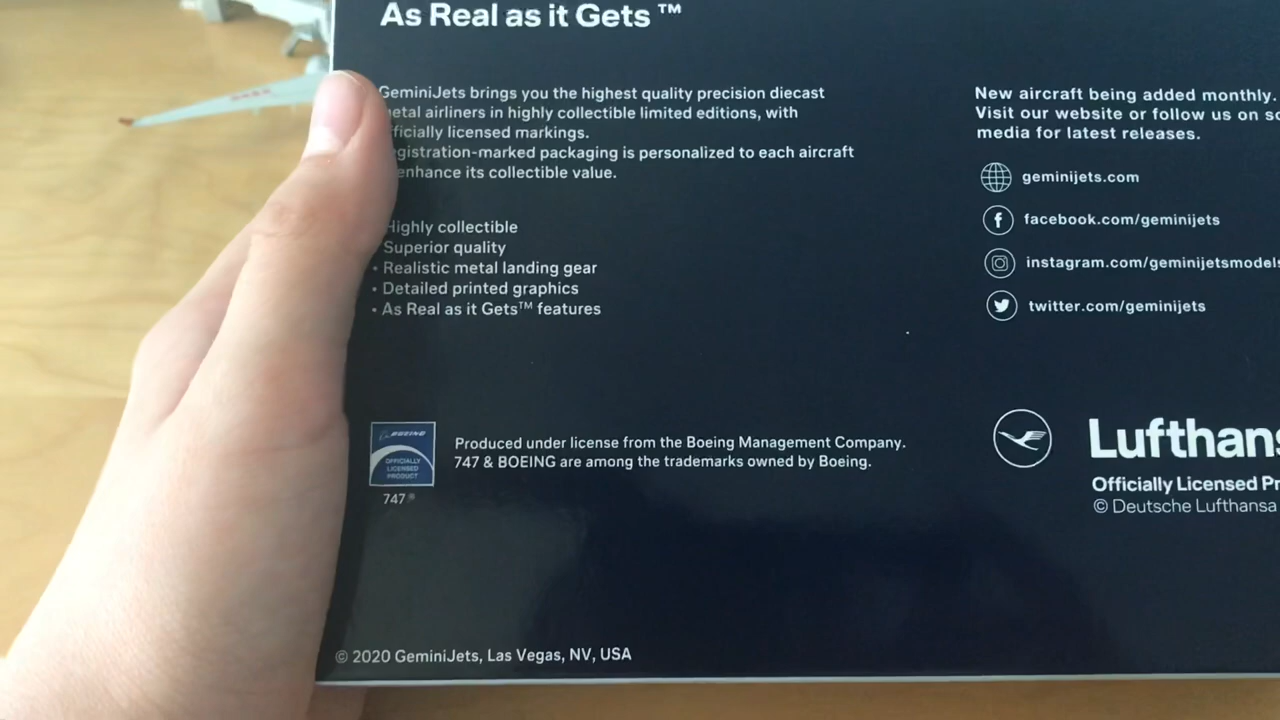 As Real as it Gets ™
GeminiJets brings you the highest quality precision diecast
etal airliners in highly collectible limited editions, with
ficially licensed markings.
gistration-marked packaging is personalized to each aircraft
enhance its collectible value.
Highly collectible
Superior quality
• Realistic metal landing gear
• Detailed printed graphics
• As Real as it Gets™ features
New aircraft being added monthly.
Visit our website or follow us on so
media for latest releases.
geminijets.com
facebook.com/geminijets
instagram.com/geminijetsmodels
twitter.com/geminijets
BOEING
OFFICIALLY
LICENSED
PRODUCT
747
Produced under license from the Boeing Management Company.
747 & BOEING are among the trademarks owned by Boeing.
Lufthans
Officially Licensed Pr
© Deutsche Lufthansa
© 2020 GeminiJets, Las Vegas, NV, USA